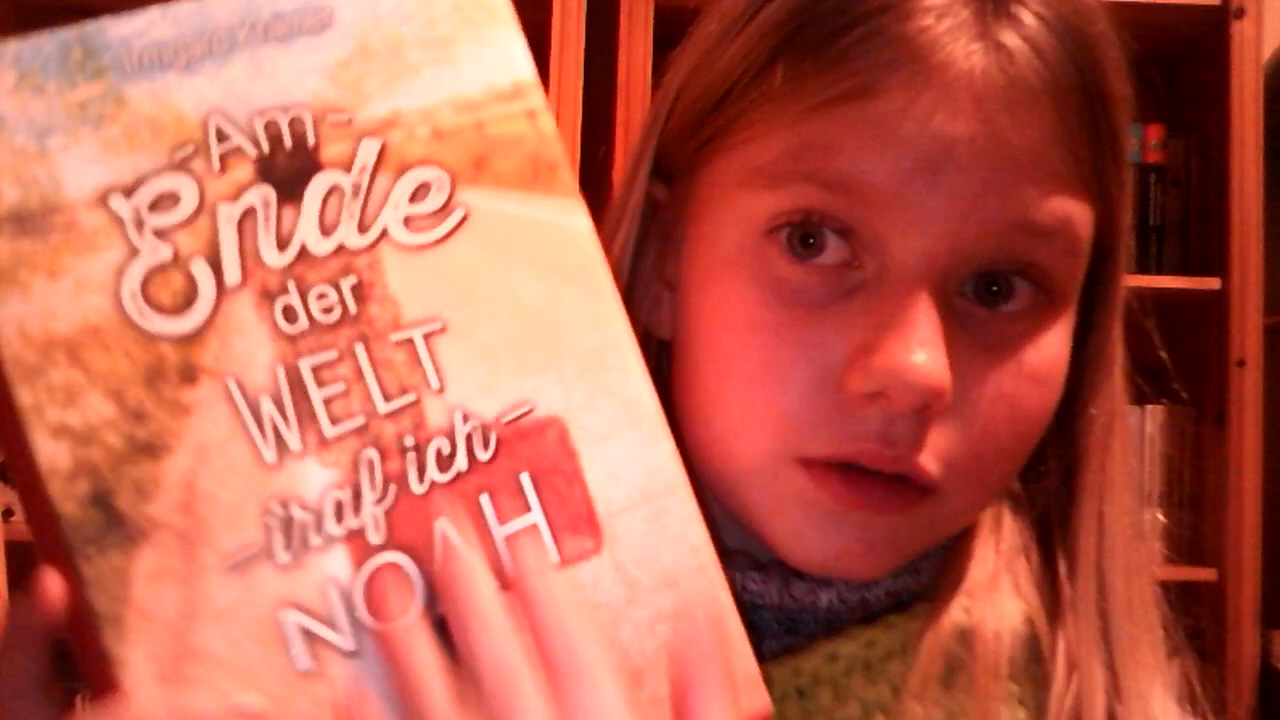 -Am-
Ende
der
WELT
-traf ich-
NOAH